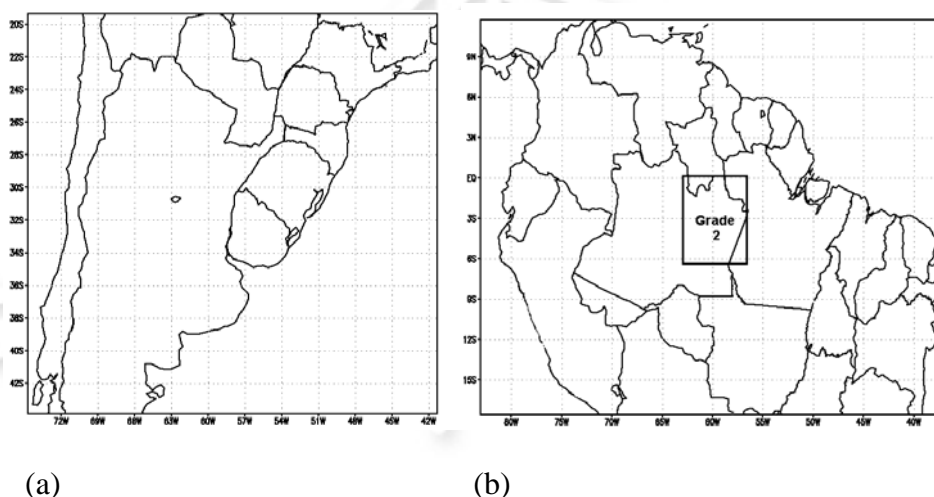 20S
22S
24S
26S
28S
30S
32S
34S
36S
38S
40S
42S
72W 69W 66W 63W 60W 57W 54W 51W 48W 45W 42W
9N
6N
3N
EQ
3S
6S
9S
12S
15S
80W 75W 70W 65W 60W 55W 50W 45W 40W
Grade
2
(a) (b)